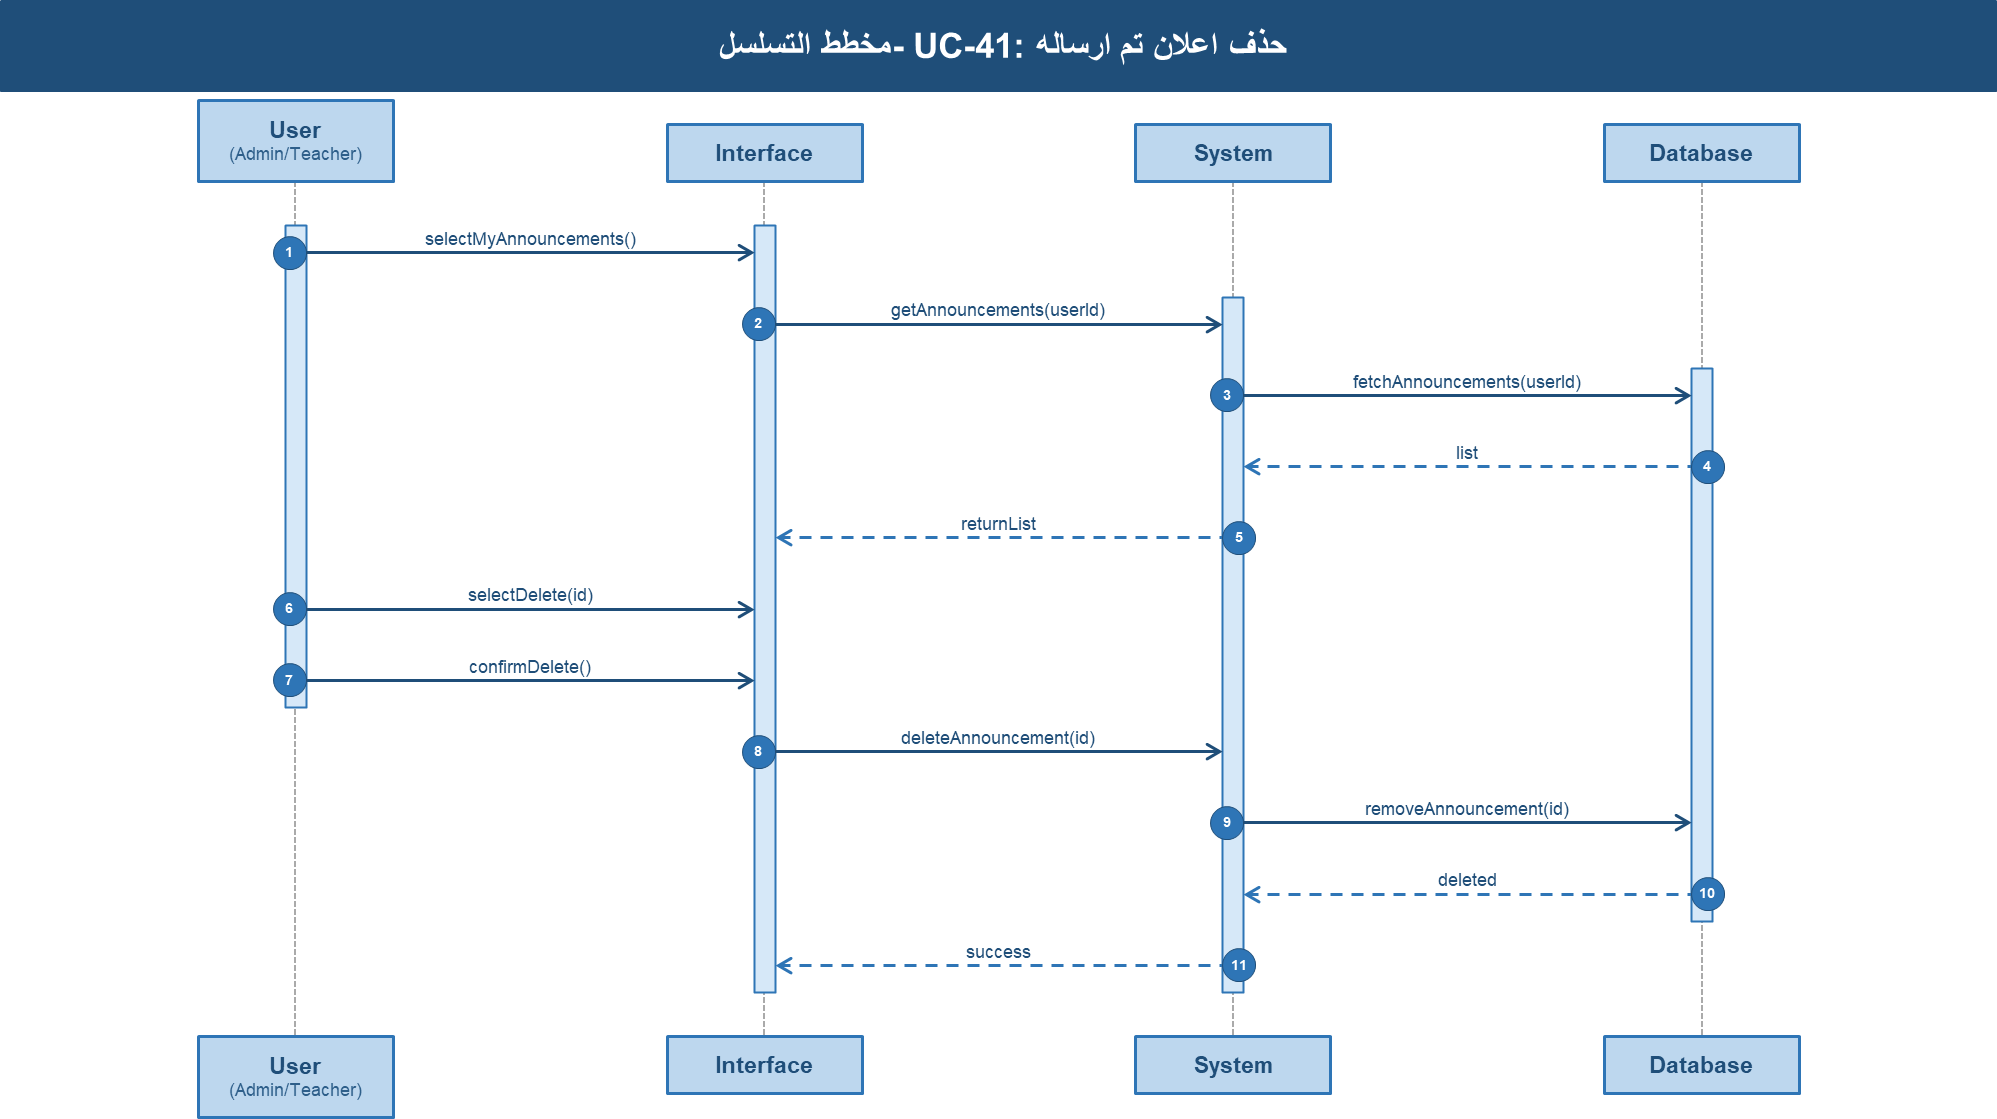 مخطط التسلسل- UC-41: حذف اعلان تم ارساله
User
(Admin/Teacher)
Interface
System
Database
1
selectMyAnnouncements()
2
getAnnouncements(userId)
3
fetchAnnouncements(userId)
list
4
returnList
5
6
selectDelete(id)
7
confirmDelete()
8
deleteAnnouncement(id)
9
removeAnnouncement(id)
deleted
10
success
11
User
(Admin/Teacher)
Interface
System
Database